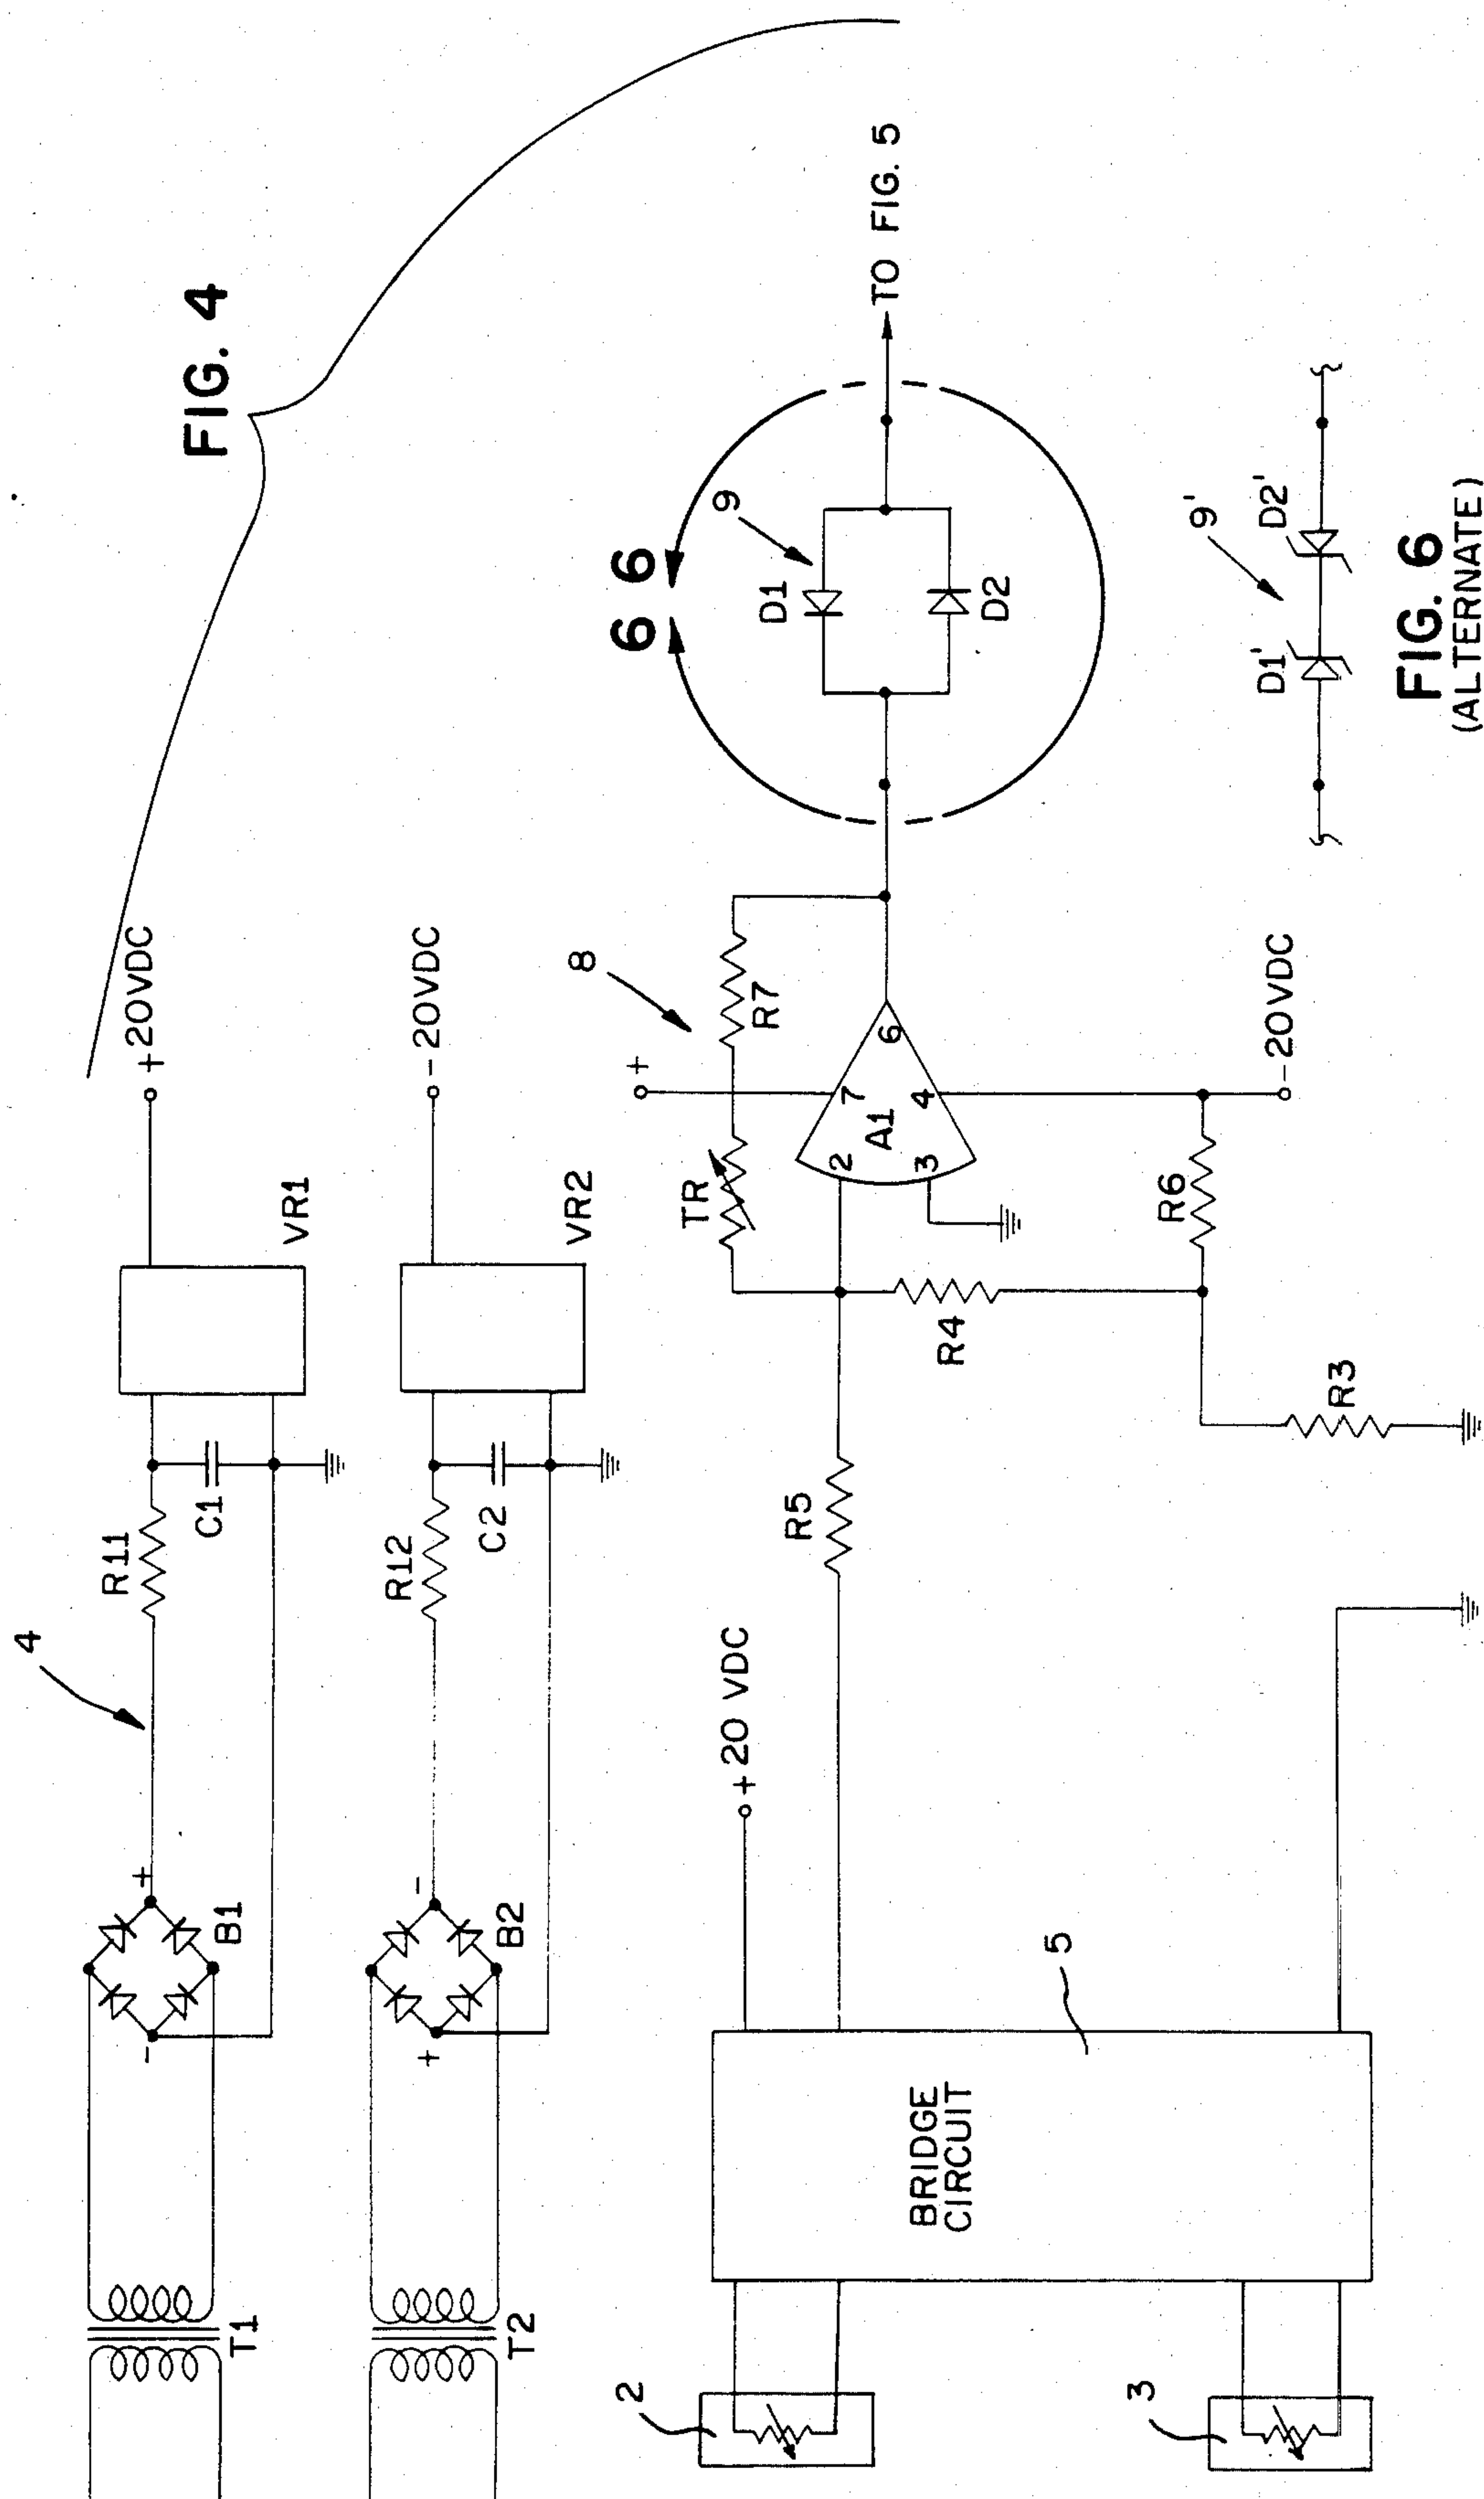 FIG. 4
4
T1
-
+
B1
R11
C1
VR1
+20VDC
T2
+
-
B2
R12
C2
VR2
-20VDC
2
3
BRIDGE
CIRCUIT
5
+20 VDC
R5
R4
R3
R6
TR
R7
8
+
2
3
7
4
6
A1
-20VDC
6 6
9
D1
D2
TO FIG. 5
9'
D1'
D2'
FIG. 6
(ALTERNATE)